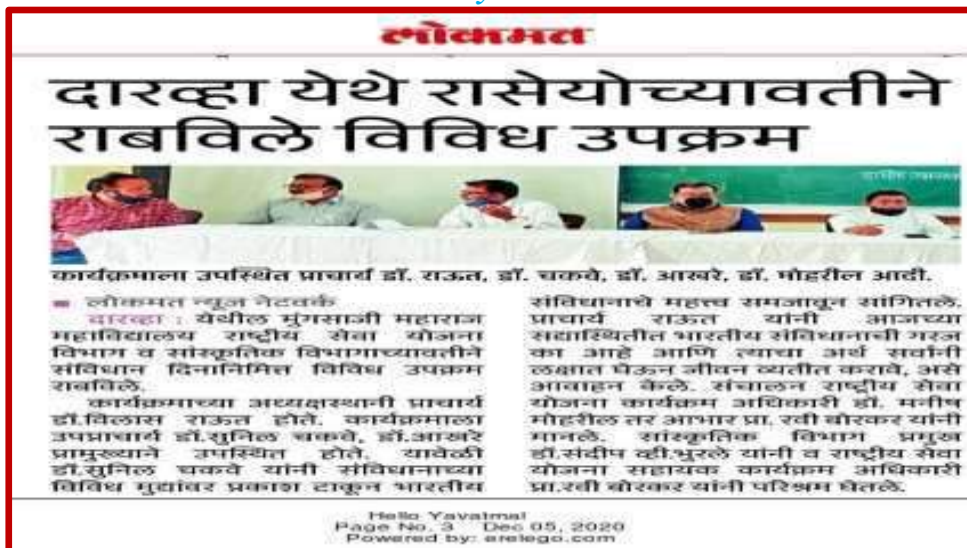 लोकमत
दारव्हा येथे रासेयोच्यावतीने
राबविले विविध उपक्रम
कार्यक्रमाला उपस्थित प्राचार्य डॉ. राऊत, डॉ. चकवे, डॉ. आखरे, डॉ. मोहरील आदी.
लोकमत न्यूज नेटवर्क
दारव्हा : येथील मुंगसाजी महाराज
महाविद्यालय राष्ट्रीय सेवा योजना
विभाग व सांस्कृतिक विभागाच्यावतीने
संविधान दिनानिमित्त विविध उपक्रम
राबविले.
कार्यक्रमाच्या अध्यक्षस्थानी प्राचार्य
डॉ.विलास राऊत होते. कार्यक्रमाला
उपप्राचार्य डॉ.सुनिल चकवे, डॉ.आखरे
प्रामुख्याने उपस्थित होते. यावेळी
डॉ.सुनिल चकवे यांनी संविधानाच्या
विविध मुद्यांवर प्रकाश टाकून भारतीय
संविधानाचे महत्त्व समजावून सांगितले.
प्राचार्य राऊत यांनी आजच्या
सद्यास्थितीत भारतीय संविधानाची गरज
का आहे आणि त्याचा अर्थ सर्वांनी
लक्षात घेऊन जीवन व्यतीत करावे, असे
आवाहन केले. संचालन राष्ट्रीय सेवा
योजना कार्यक्रम अधिकारी डॉ. मनीष
मोहरील तर आभार प्रा. रवी बोरकर यांनी
मानले. सांस्कृतिक विभाग प्रमुख
डॉ.संदीप व्ही.भुरले यांनी व राष्ट्रीय सेवा
योजना सहायक कार्यक्रम अधिकारी
प्रा.रवी बोरकर यांनी परिश्रम घेतले.
Hello Yavatmal
Page No. 3 Dec 05, 2020
Powered by: erelego.com